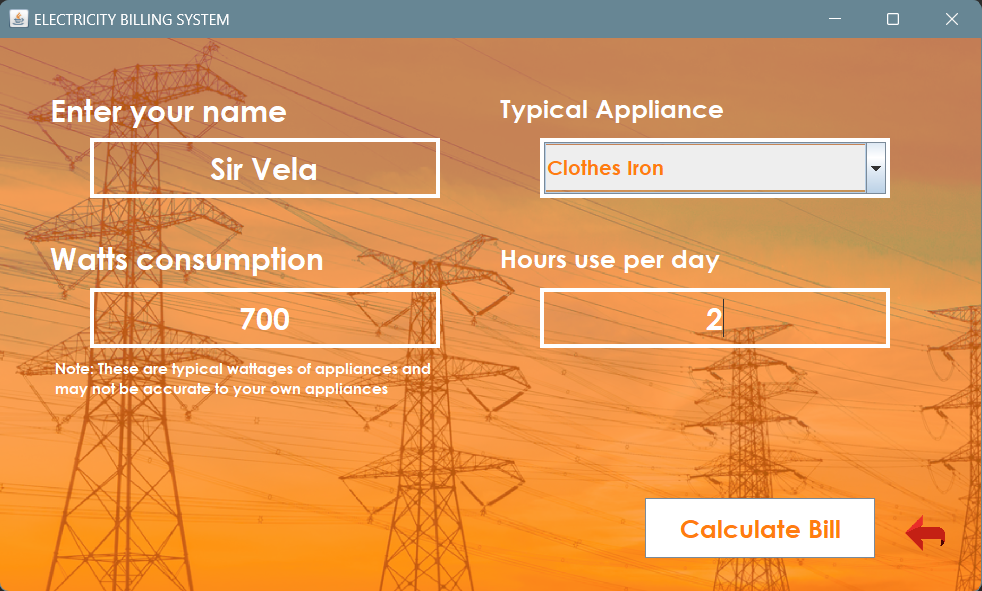 ELECTRICITY BILLING SYSTEM
Enter your name
Sir Vela
Typical Appliance
Clothes Iron
Watts consumption
700
Note: These are typical wattages of appliances and
may not be accurate to your own appliances
Hours use per day
2
Calculate Bill